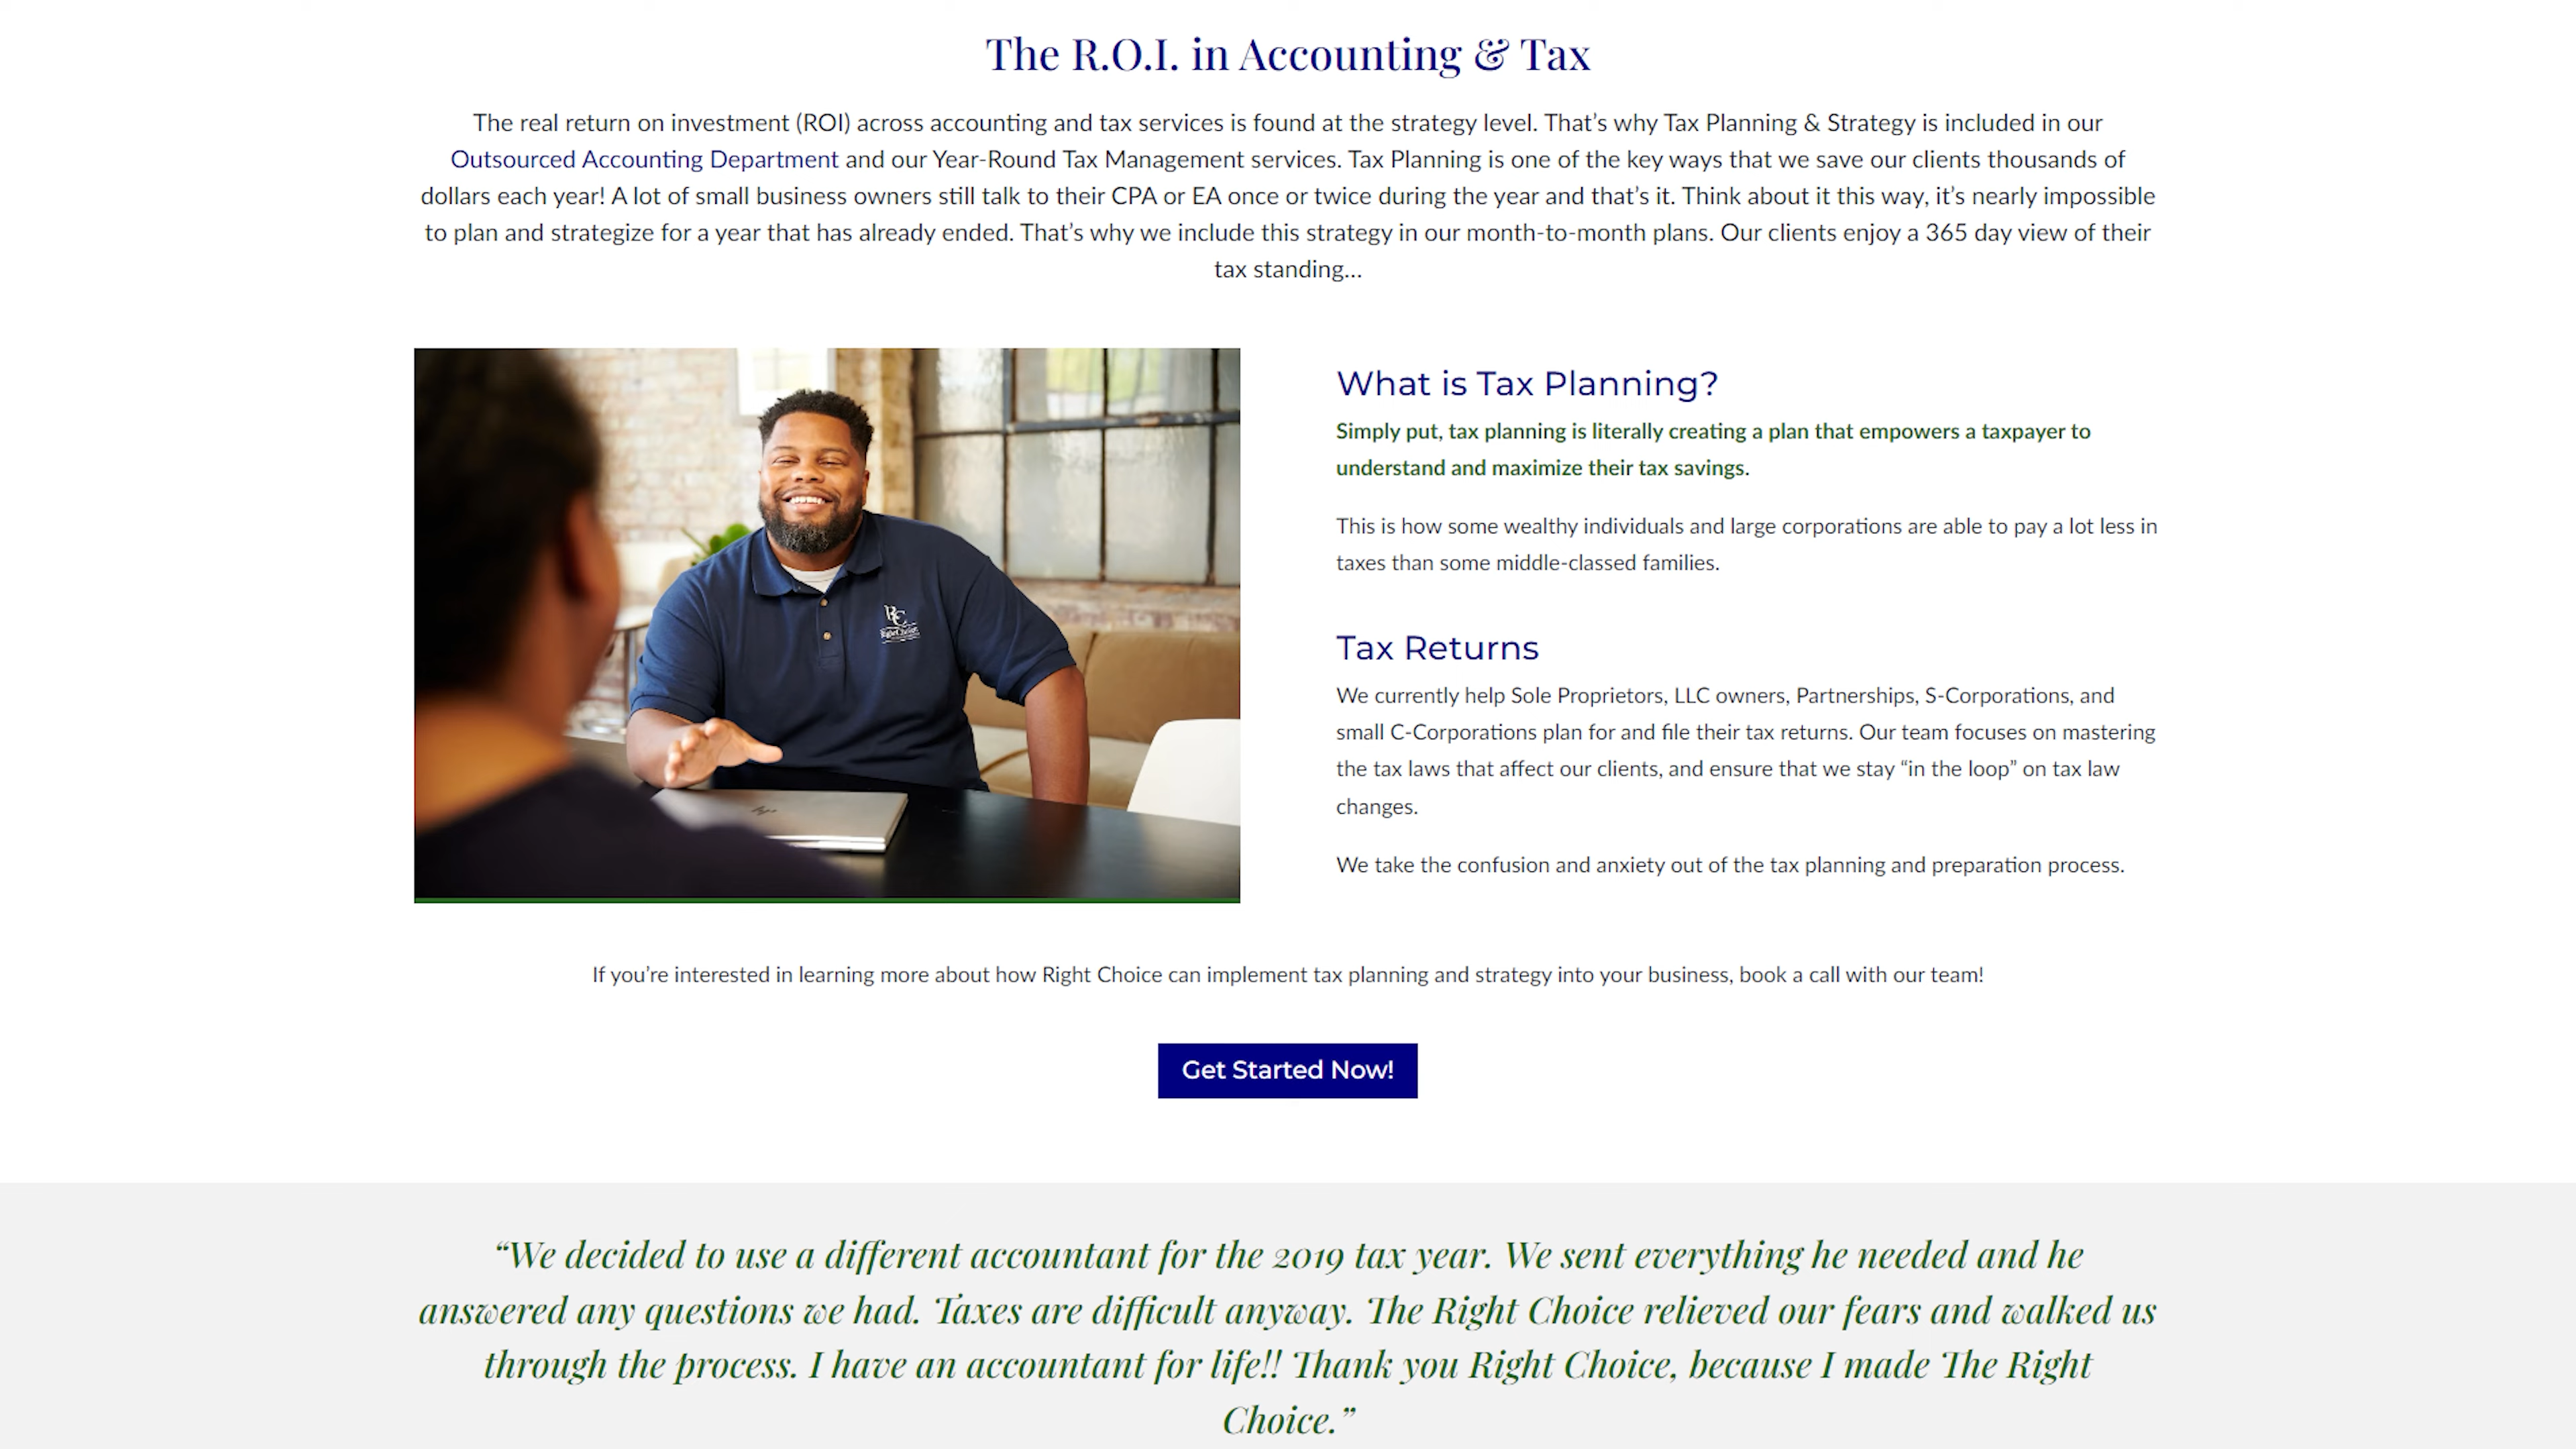 The R.O.I. in Accounting & Tax
The real return on investment (ROI) across accounting and tax services is found at the strategy level. That’s why Tax Planning & Strategy is included in our
Outsourced Accounting Department and our Year-Round Tax Management services. Tax Planning is one of the key ways that we save our clients thousands of
dollars each year! A lot of small business owners still talk to their CPA or EA once or twice during the year and that’s it. Think about it this way, it’s nearly impossible
to plan and strategize for a year that has already ended. That’s why we include this strategy in our month-to-month plans. Our clients enjoy a 365 day view of their
tax standing…
RC
Right Choice
What is Tax Planning?
Simply put, tax planning is literally creating a plan that empowers a taxpayer to
understand and maximize their tax savings.
This is how some wealthy individuals and large corporations are able to pay a lot less in
taxes than some middle-classed families.
Tax Returns
We currently help Sole Proprietors, LLC owners, Partnerships, S-Corporations, and
small C-Corporations plan for and file their tax returns. Our team focuses on mastering
the tax laws that affect our clients, and ensure that we stay “in the loop” on tax law
changes.
We take the confusion and anxiety out of the tax planning and preparation process.
If you’re interested in learning more about how Right Choice can implement tax planning and strategy into your business, book a call with our team!
Get Started Now!
“We decided to use a different accountant for the 2019 tax year. We sent everything he needed and he
answered any questions we had. Taxes are difficult anyway. The Right Choice relieved our fears and walked us
through the process. I have an accountant for life!! Thank you Right Choice, because I made The Right
Choice.”